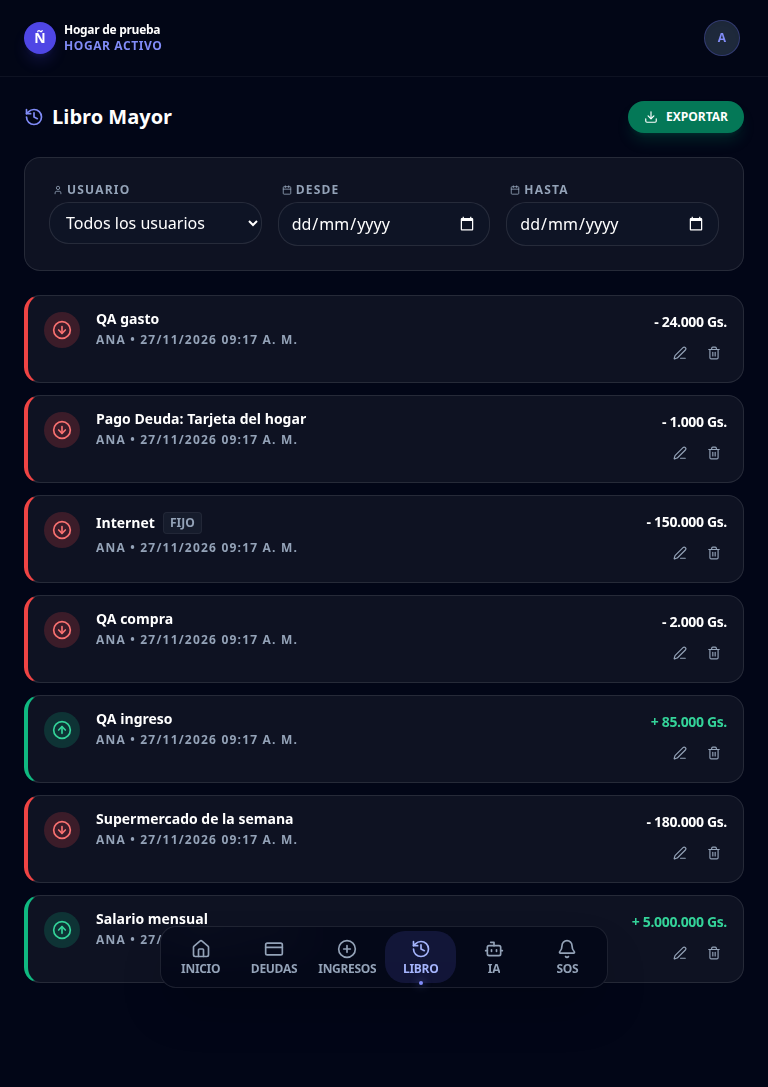 Ñ
Hogar de prueba
HOGAR ACTIVO
A
Libro Mayor
EXPORTAR
USUARIO
DESDE
HASTA
Todos los usuarios
dd/mm/yyyy
dd/mm/yyyy
QA gasto
- 24.000 Gs.
ANA • 27/11/2026 09:17 A. M.
Pago Deuda: Tarjeta del hogar
- 1.000 Gs.
ANA • 27/11/2026 09:17 A. M.
Internet FIJO
- 150.000 Gs.
ANA • 27/11/2026 09:17 A. M.
QA compra
- 2.000 Gs.
ANA • 27/11/2026 09:17 A. M.
QA ingreso
+ 85.000 Gs.
ANA • 27/11/2026 09:17 A. M.
Supermercado de la semana
- 180.000 Gs.
ANA • 27/11/2026 09:17 A. M.
Salario mensual
+ 5.000.000 Gs.
ANA • 27/
INICIO
DEUDAS
INGRESOS
LIBRO
IA
SOS